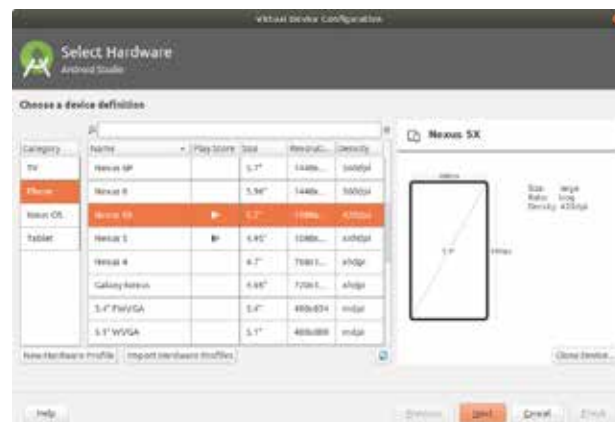 Virtual Device Configuration
Select Hardware
Android Studio
Choose a device definition
Category
Name
Play Store
Size
Resoluti...
Density
TV
Phone
Wear OS
Tablet
Nexus 6P
5.7"
1440x...
560dpi
Nexus 6
5.96"
1440x...
560dpi
Nexus 5X
5.2"
1080x...
420dpi
Nexus 5
4.95"
1080x...
xxhdpi
Nexus 4
4.7"
768x1...
xhdpi
Galaxy Nexus
4.65"
720x1...
xhdpi
5.4" FWVGA
5.4"
480x854
mdpi
5.1" WVGA
5.1"
480x800
mdpi
New Hardware Profile
Import Hardware Profiles
Nexus 5X
5.2"
Size: large
Ratio: long
Density: 420dpi
Clone Device...
Help
Previous
Next
Cancel
Finish